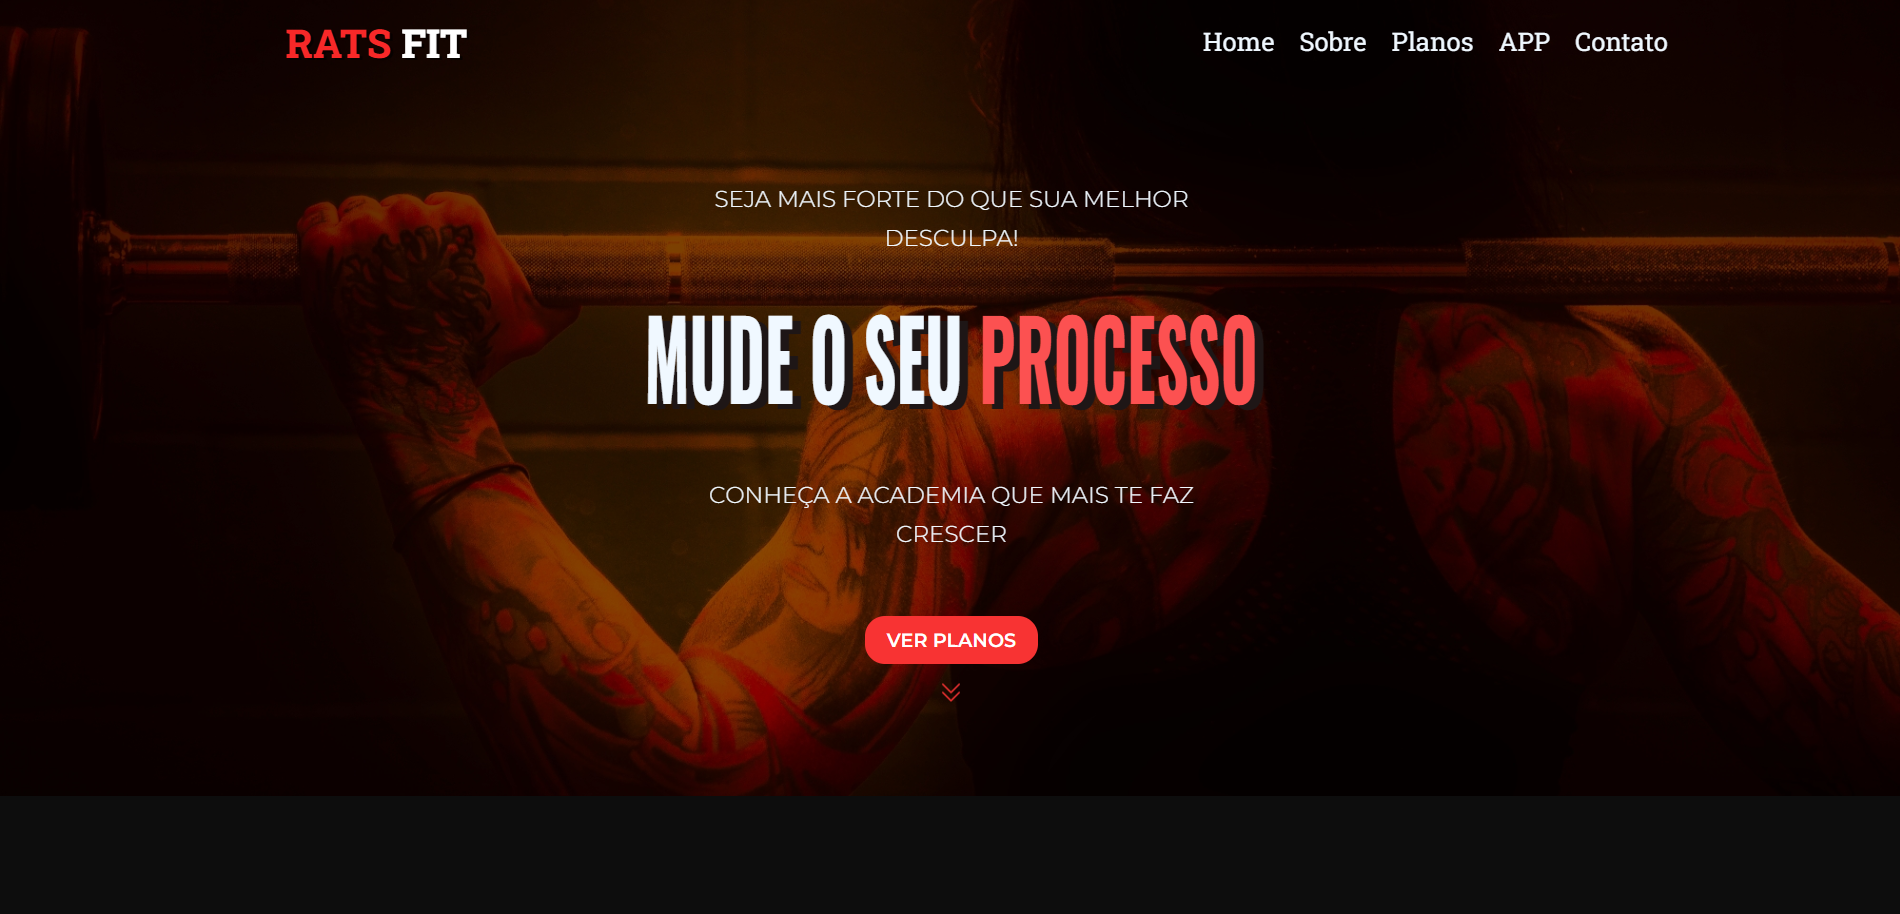 RATS FIT
Home Sobre Planos APP Contato
SEJA MAIS FORTE DO QUE SUA MELHOR
DESCULPA!
MUDE O SEU PROCESSO
CONHEÇA A ACADEMIA QUE MAIS TE FAZ
CRESCER
VER PLANOS